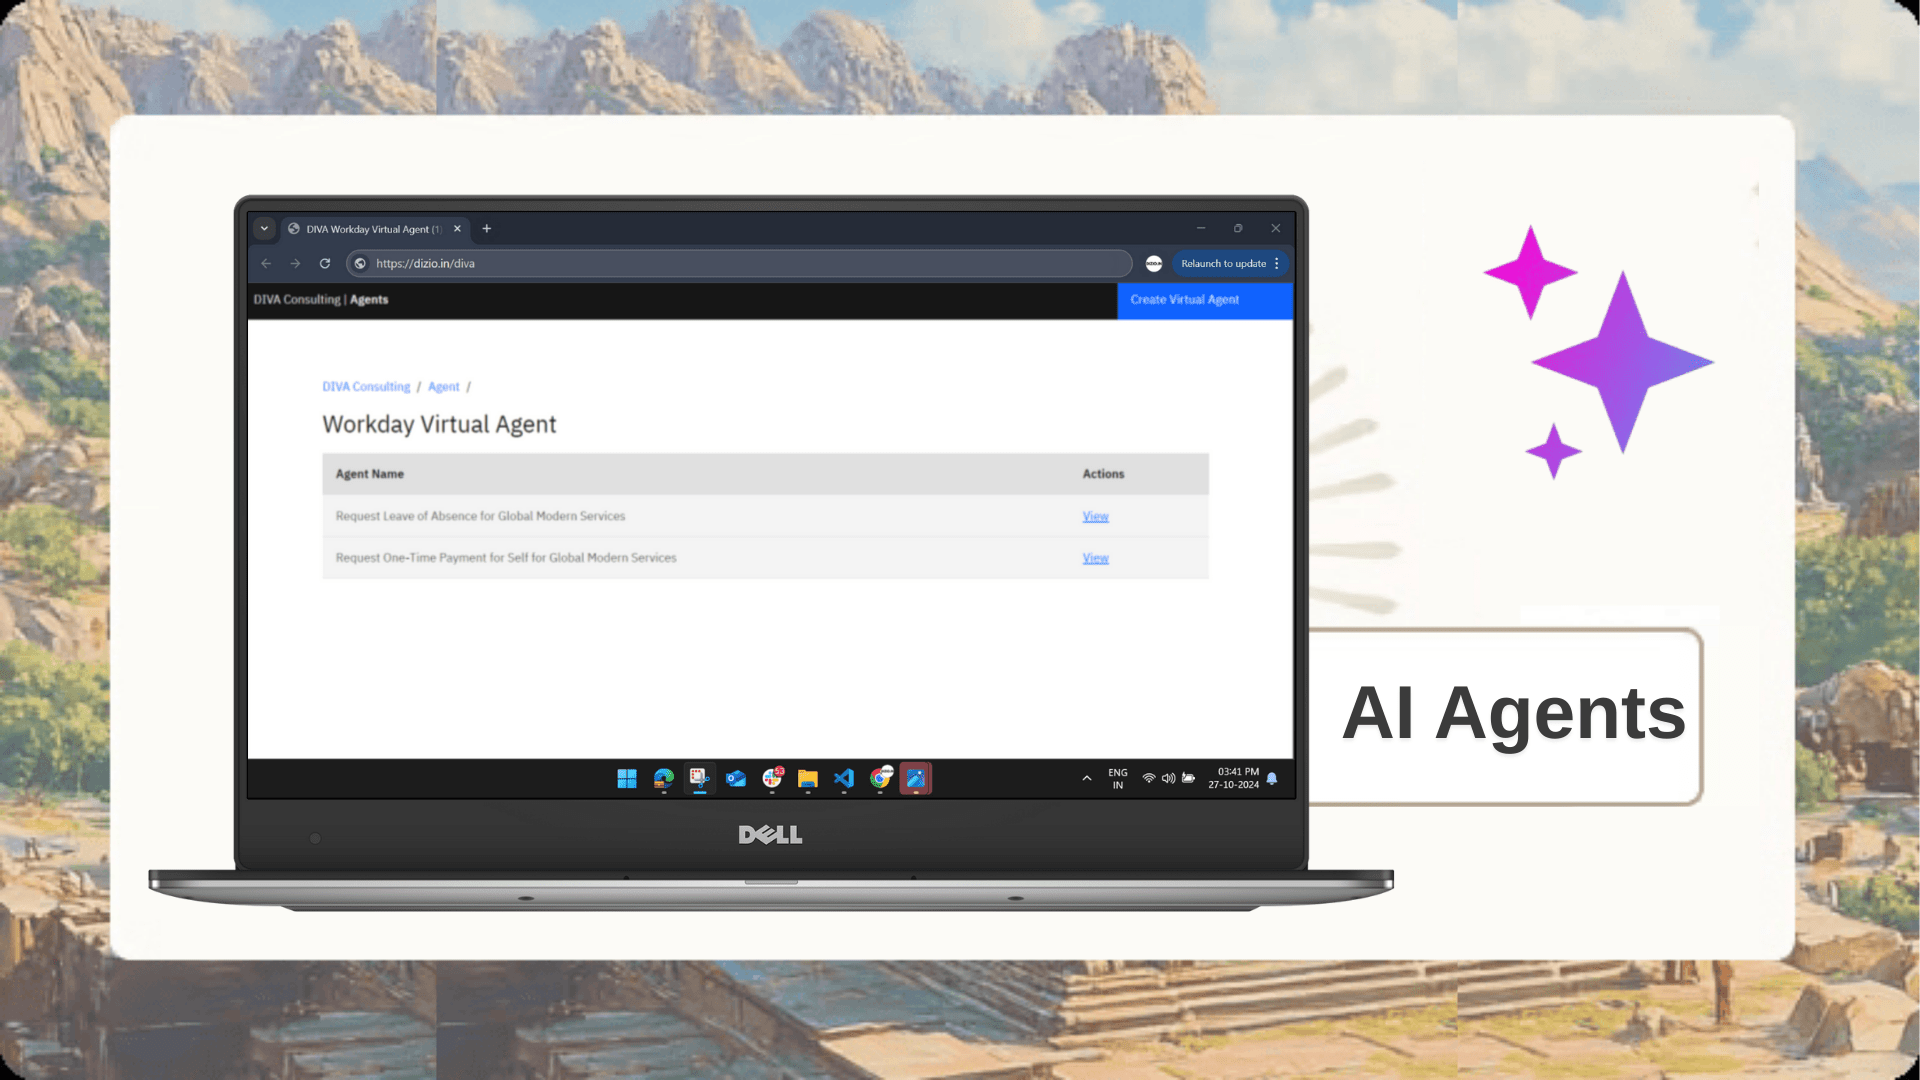 DIVA Workday Virtual Agent (1)
https://dizio.in/diva
Relaunch to update
DIVA Consulting | Agents
Create Virtual Agent
DIVA Consulting / Agent /
Workday Virtual Agent
Agent Name Actions
Request Leave of Absence for Global Modern Services View
Request One-Time Payment for Self for Global Modern Services View
AI Agents
53
ENG
IN
03:41 PM
27-10-2024
DELL